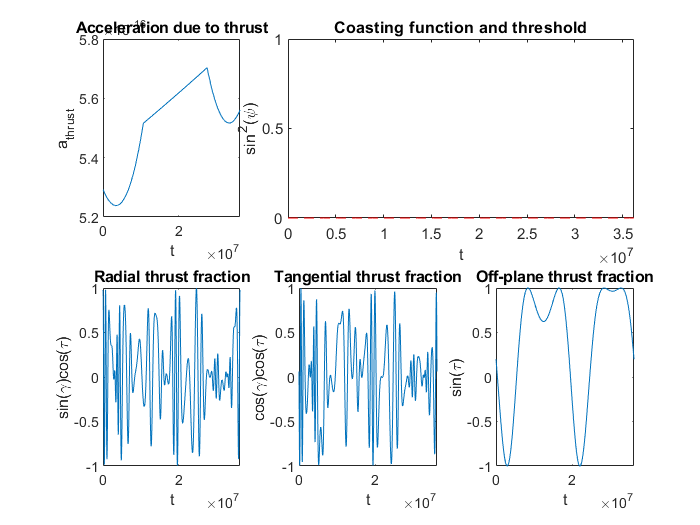 Acceleration due to thrust
5.8
5.6
5.4
5.2
a_thrust
0
2
t
×10^7
Coasting function and threshold
1
0.5
0
sin^2(ψ)
0
0.5
1
1.5
2
2.5
3
3.5
t
×10^7
Radial thrust fraction
1
0.5
0
-0.5
-1
sin(γ)cos(τ)
0
2
t
×10^7
Tangential thrust fraction
1
0.5
0
-0.5
-1
cos(γ)cos(τ)
0
2
t
×10^7
Off-plane thrust fraction
1
0.5
0
-0.5
-1
sin(τ)
0
2
t
×10^7